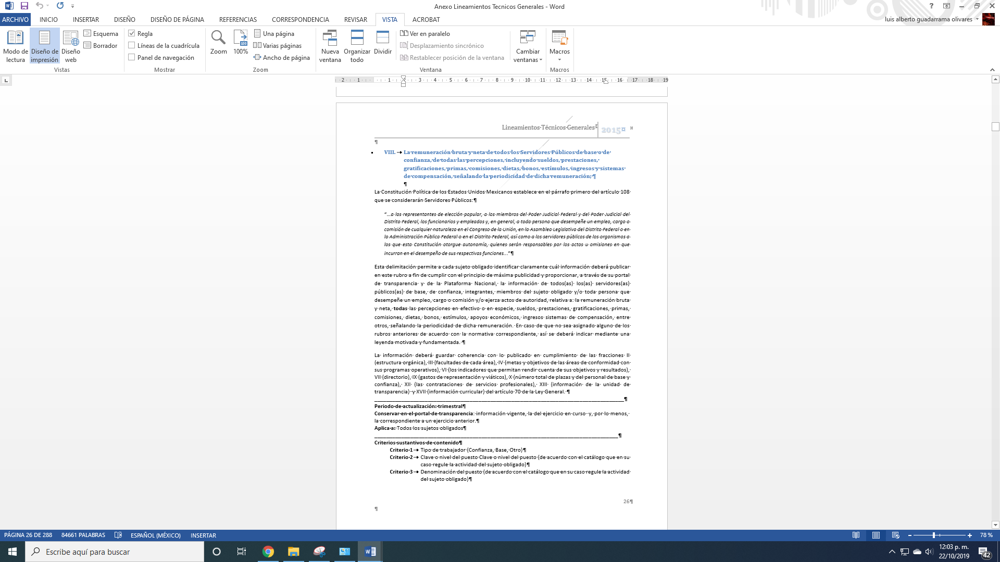 Anexo Lineamientos Tecnicos Generales - Word
ARCHIVO INICIO INSERTAR DISEÑO DISEÑO DE PÁGINA REFERENCIAS CORRESPONDENCIA REVISAR VISTA ACROBAT
luis alberto guadarrama olivares
Modo de lectura
Diseño de impresión
Diseño web
Esquema
Borrador
Vistas
Regla
Líneas de la cuadrícula
Panel de navegación
Mostrar
Zoom
100%
Una página
Varias páginas
Ancho de página
Zoom
Nueva ventana
Organizar todo
Dividir
Ver en paralelo
Desplazamiento sincrónico
Restablecer posición de la ventana
Ventana
Cambiar ventanas
Macros
Macros
2 1 1 3 4 5 6 7 8 9 10 11 12 13 14 15 16 17 18 19
Lineamientos Técnicos Generales 2015
VIII. La remuneración bruta y neta de todos los Servidores Públicos de base o de
confianza, de todas las percepciones, incluyendo sueldos, prestaciones,
gratificaciones, primas, comisiones, dietas, bonos, estímulos, ingresos y sistemas
de compensación, señalando la periodicidad de dicha remuneración; ¶
¶
La Constitución Política de los Estados Unidos Mexicanos establece en el párrafo primero del artículo 108
que se considerarán Servidores Públicos:¶
"...a los representantes de elección popular, a los miembros del Poder Judicial Federal y del Poder Judicial del
Distrito Federal, los funcionarios y empleados y, en general, a toda persona que desempeñe un empleo, cargo o
comisión de cualquier naturaleza en el Congreso de la Unión, en la Asamblea Legislativa del Distrito Federal o en
la Administración Pública Federal o en el Distrito Federal, así como a los servidores públicos de los organismos a
los que esta Constitución otorgue autonomía, quienes serán responsables por los actos u omisiones en que
incurran en el desempeño de sus respectivas funciones..."¶
Esta delimitación permite a cada sujeto obligado identificar claramente cuál información deberá publicar
en este rubro a fin de cumplir con el principio de máxima publicidad y proporcionar, a través de su portal
de transparencia y de la Plataforma Nacional, la información de todos(as) los(as) servidores(as)
públicos(as) de base, de confianza, integrantes, miembros del sujeto obligado y/o toda persona que
desempeñe un empleo, cargo o comisión y/o ejerza actos de autoridad, relativa a: la remuneración bruta
y neta, todas las percepciones en efectivo o en especie, sueldos, prestaciones, gratificaciones, primas,
comisiones, dietas, bonos, estímulos, apoyos económicos, ingresos sistemas de compensación, entre
otros, señalando la periodicidad de dicha remuneración. En caso de que no sea asignado alguno de los
rubros anteriores de acuerdo con la normativa correspondiente, así se deberá indicar mediante una
leyenda motivada y fundamentada. ¶
La información deberá guardar coherencia con lo publicado en cumplimiento de las fracciones II
(estructura orgánica), III (facultades de cada área), IV (metas y objetivos de las áreas de conformidad con
sus programas operativos), VI (los indicadores que permitan rendir cuenta de sus objetivos y resultados),
VII (directorio), IX (gastos de representación y viáticos), X (número total de plazas y del personal de base y
confianza), XII (las contrataciones de servicios profesionales), XIII (información de la unidad de
transparencia) y XVII (información curricular) del artículo 70 de la Ley General. ¶
Periodo de actualización: trimestral¶
Conservar en el portal de transparencia: información vigente, la del ejercicio en curso y, por lo menos,
la correspondiente a un ejercicio anterior.¶
Aplica a: Todos los sujetos obligados¶
Criterios sustantivos de contenido¶
Criterio 1 Tipo de trabajador (Confianza, Base, Otro)¶
Criterio 2 Clave o nivel del puesto Clave o nivel del puesto (de acuerdo con el catálogo que en su
caso regule la actividad del sujeto obligado)¶
Criterio 3 Denominación del puesto (de acuerdo con el catálogo que en su caso regule la actividad
del sujeto obligado)¶
26¶
¶
PÁGINA 26 DE 288 84661 PALABRAS ESPAÑOL (MÉXICO) INSERTAR 78 %
Escribe aquí para buscar
12:03 p. m.
22/10/2019
42